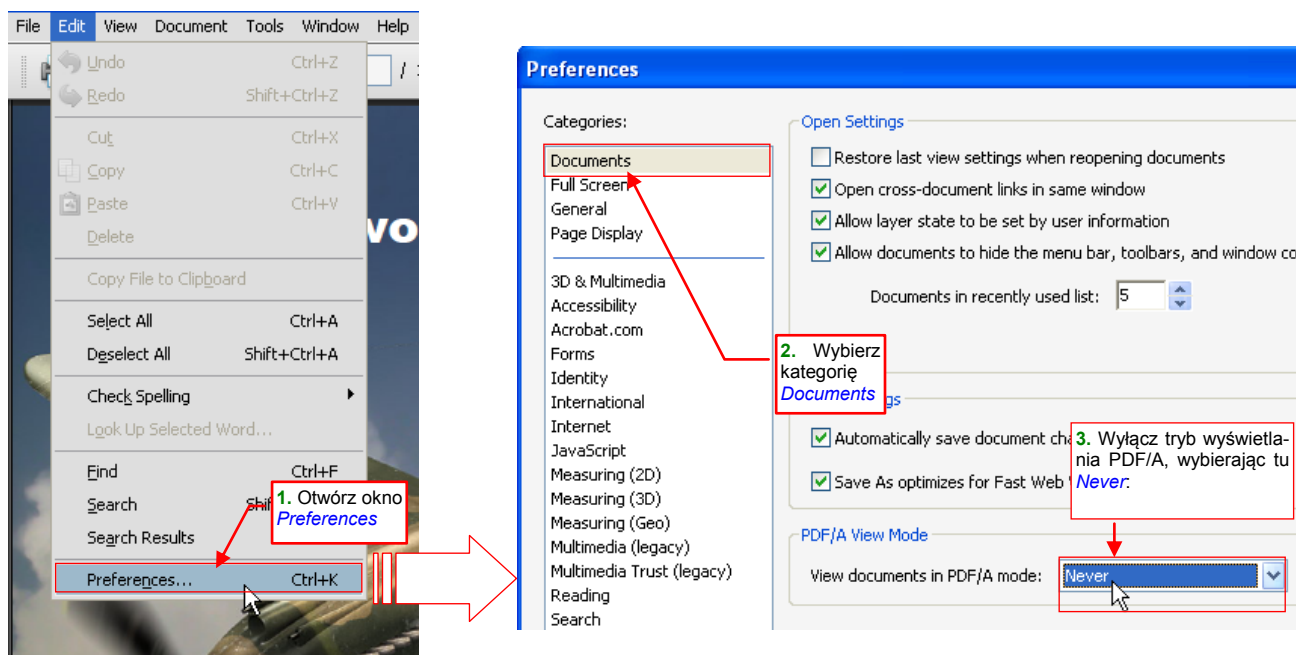 File Edit View Document Tools Window Help
Undo Ctrl+Z
Redo Shift+Ctrl+Z
Cut Ctrl+X
Copy Ctrl+C
Paste Ctrl+V
Delete
Copy File to Clipboard
Select All Ctrl+A
Deselect All Shift+Ctrl+A
Check Spelling
Look Up Selected Word...
Find Ctrl+F
Search Shif
Search Results
Preferences... Ctrl+K
/
vo
1. Otwórz okno
Preferences
Preferences
Categories:
Documents
Full Screen
General
Page Display
3D & Multimedia
Accessibility
Acrobat.com
Forms
Identity
International
Internet
JavaScript
Measuring (2D)
Measuring (3D)
Measuring (Geo)
Multimedia (legacy)
Multimedia Trust (legacy)
Reading
Search
2. Wybierz
kategorię
Documents
Open Settings
Restore last view settings when reopening documents
Open cross-document links in same window
Allow layer state to be set by user information
Allow documents to hide the menu bar, toolbars, and window co
Documents in recently used list: 5
gs
Automatically save document cha
Save As optimizes for Fast Web
3. Wyłącz tryb wyświetla-
nia PDF/A, wybierając tu
Never:
PDF/A View Mode
View documents in PDF/A mode: Never